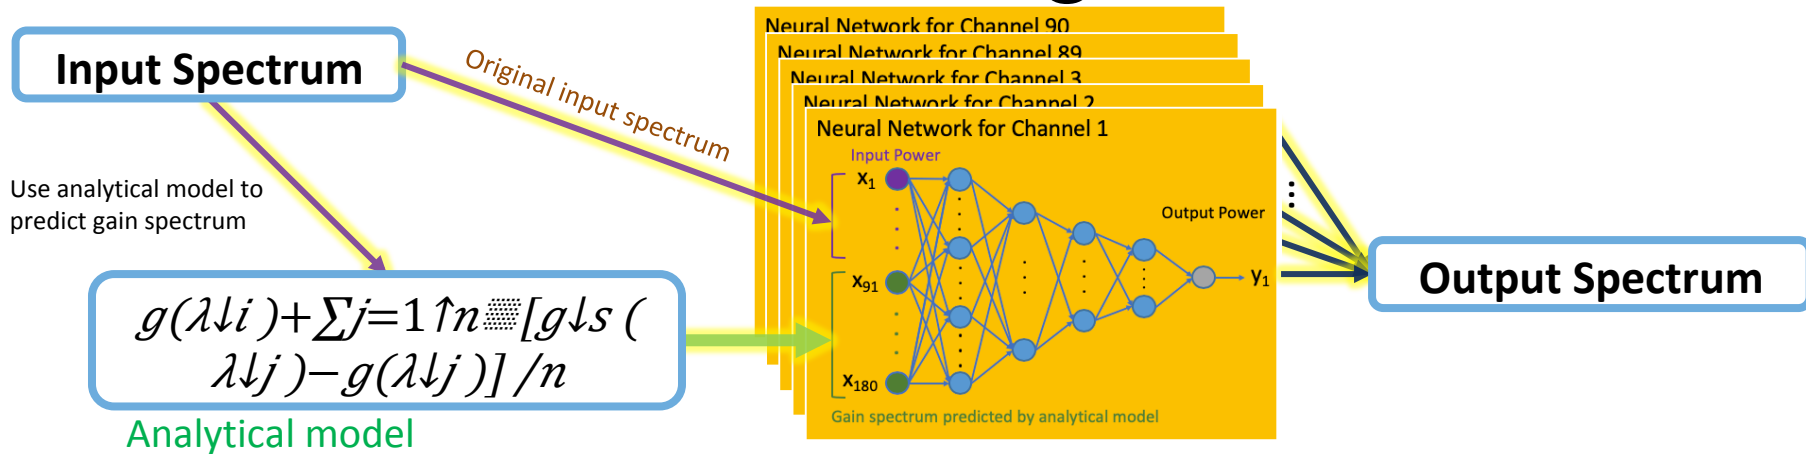 Input Spectrum
Original input spectrum
Use analytical model to
predict gain spectrum
g(λ↓i )+∑j=1↑n▒[g↓s (
λ↓j )−g(λ↓j )] /n
Analytical model
Neural Network for Channel 90
Neural Network for Channel 89
Neural Network for Channel 3
Neural Network for Channel 2
Neural Network for Channel 1
Input Power
x1
x91
x180
Gain spectrum predicted by analytical model
Output Power
y1
Output Spectrum